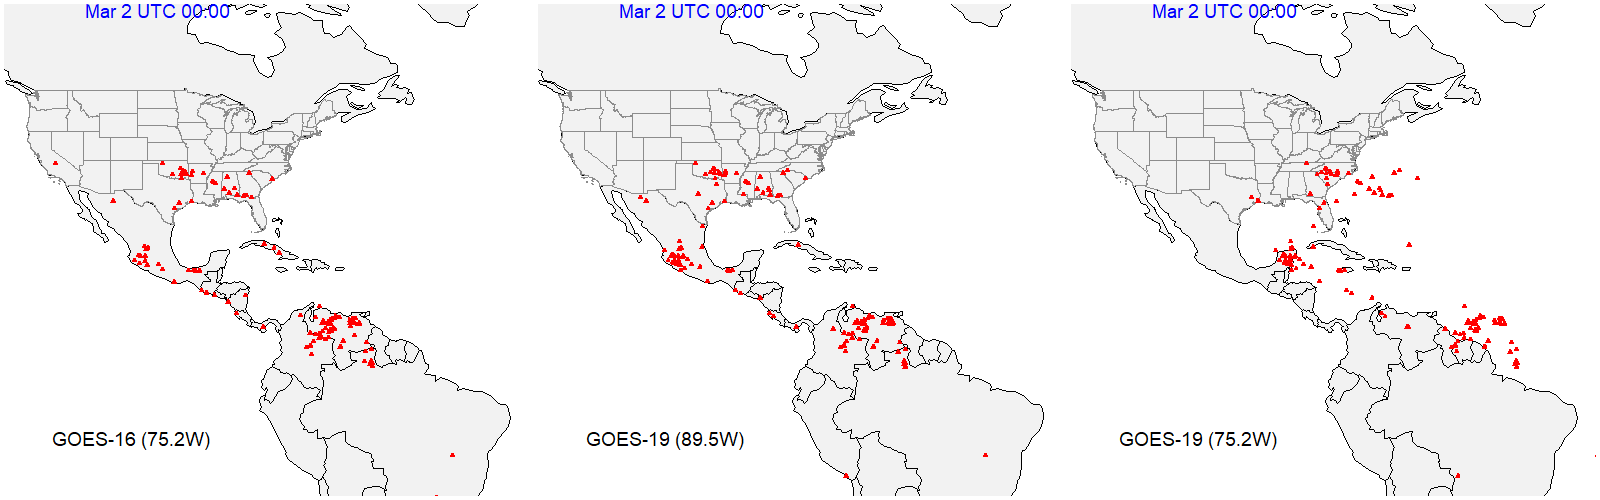 Mar 2 UTC 00:00
Mar 2 UTC 00:00
Mar 2 UTC 00:00
GOES-16 (75.2W)
GOES-19 (89.5W)
GOES-19 (75.2W)